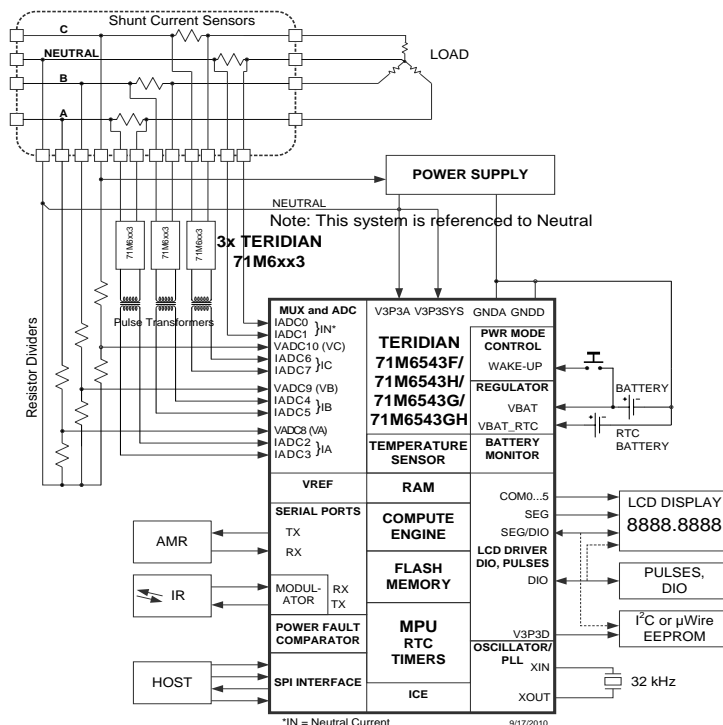 Shunt Current Sensors
C
NEUTRAL
B
A
LOAD
POWER SUPPLY
NEUTRAL
Note: This system is referenced to Neutral
71M6xx3
71M6xx3
71M6xx3
3x TERIDIAN
71M6xx3
Pulse Transformers
Resistor Dividers
MUX and ADC
IADC0
IADC1
}IN*
VADC10 (VC)
IADC6
IADC7
}IC
VADC9 (VB)
IADC4
IADC5
}IB
VADC8 (VA)
IADC2
IADC3
}IA
V3P3A
V3P3SYS
GNDA
GNDD
TERIDIAN
71M6543F/
71M6543H/
71M6543G/
71M6543GH
PWR MODE
CONTROL
WAKE-UP
REGULATOR
VBAT
VBAT_RTC
BATTERY
MONITOR
BATTERY
RTC
BATTERY
TEMPERATURE
SENSOR
VREF
RAM
SERIAL PORTS
TX
RX
AMR
COMPUTE
ENGINE
COM0...5
SEG
SEG/DIO
LCD DRIVER
DIO, PULSES
DIO
LCD DISPLAY
8888.8888
PULSES,
DIO
IR
MODUL-
ATOR
RX
TX
FLASH
MEMORY
I2C or µWire
EEPROM
V3P3D
POWER FAULT
COMPARATOR
MPU
RTC
TIMERS
OSCILLATOR/
PLL
XIN
XOUT
32 kHz
HOST
SPI INTERFACE
ICE
*IN = Neutral Current
9/17/2010